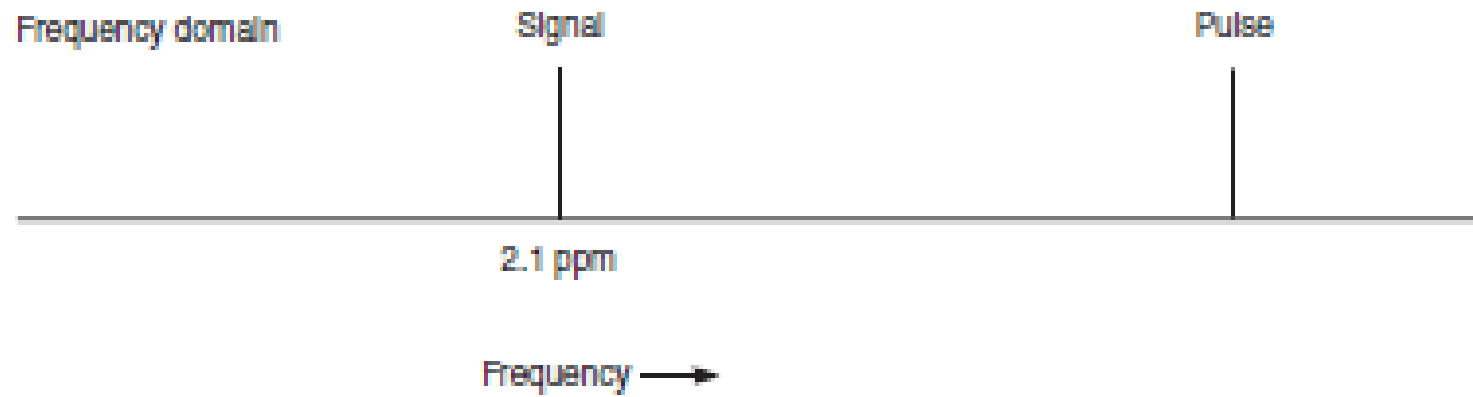 Frequency domain
Signal
Pulse
2.1 ppm
Frequency